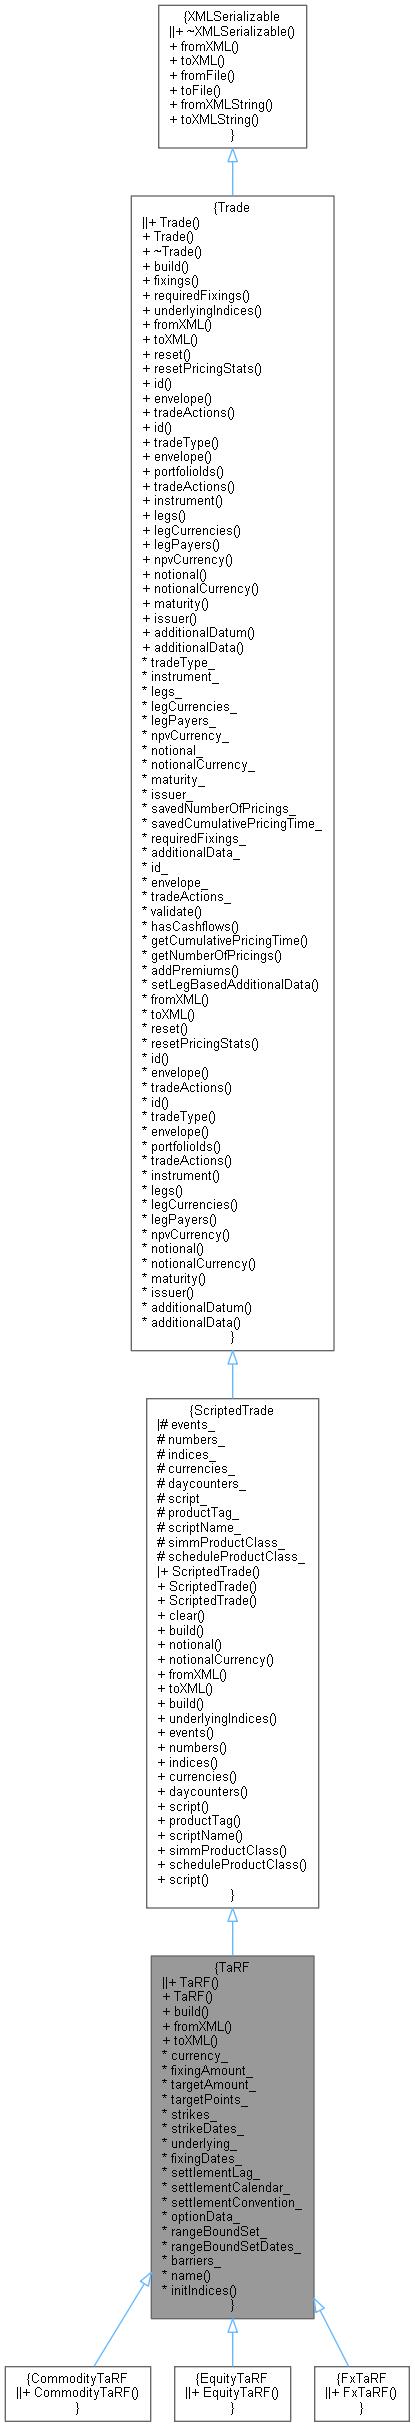 {XMLSerializable
||+ ~XMLSerializable()
+ fromXML()
+ toXML()
+ fromFile()
+ toFile()
+ fromXMLString()
+ toXMLString()
}
{Trade
||+ Trade()
+ Trade()
+ ~Trade()
+ build()
+ fixings()
+ requiredFixings()
+ underlyingIndices()
+ fromXML()
+ toXML()
+ reset()
+ resetPricingStats()
+ id()
+ envelope()
+ tradeActions()
+ id()
+ tradeType()
+ envelope()
+ portfolioIds()
+ tradeActions()
+ instrument()
+ legs()
+ legCurrencies()
+ legPayers()
+ npvCurrency()
+ notional()
+ notionalCurrency()
+ maturity()
+ issuer()
+ additionalDatum()
+ additionalData()
* tradeType_
* instrument_
* legs_
* legCurrencies_
* legPayers_
* npvCurrency_
* notional_
* notionalCurrency_
* maturity_
* issuer_
* savedNumberOfPricings_
* savedCumulativePricingTime_
* requiredFixings_
* additionalData_
* id_
* envelope_
* tradeActions_
* validate()
* hasCashflows()
* getCumulativePricingTime()
* getNumberOfPricings()
* addPremiums()
* setLegBasedAdditionalData()
* fromXML()
* toXML()
* reset()
* resetPricingStats()
* id()
* envelope()
* tradeActions()
* id()
* tradeType()
* envelope()
* portfolioIds()
* tradeActions()
* instrument()
* legs()
* legCurrencies()
* legPayers()
* npvCurrency()
* notional()
* notionalCurrency()
* maturity()
* issuer()
* additionalDatum()
* additionalData()
}
{ScriptedTrade
|# events_
# numbers_
# indices_
# currencies_
# daycounters_
# script_
# productTag_
# scriptName_
# simmProductClass_
# scheduleProductClass_
|+ ScriptedTrade()
+ ScriptedTrade()
+ ScriptedTrade()
+ clear()
+ build()
+ notional()
+ notionalCurrency()
+ fromXML()
+ toXML()
+ build()
+ underlyingIndices()
+ events()
+ numbers()
+ indices()
+ currencies()
+ daycounters()
+ script()
+ productTag()
+ scriptName()
+ simmProductClass()
+ scheduleProductClass()
+ script()
}
{TaRF
||+ TaRF()
+ TaRF()
+ build()
+ fromXML()
+ toXML()
* currency_
* fixingAmount_
* targetAmount_
* targetPoints_
* strikes_
* strikeDates_
* underlying_
* fixingDates_
* settlementLag_
* settlementCalendar_
* settlementConvention_
* optionData_
* rangeBoundSet_
* rangeBoundSetDates_
* barriers_
* name()
* initIndices()
}
{CommodityTaRF
||+ CommodityTaRF()
}
{EquityTaRF
||+ EquityTaRF()
}
{FxTaRF
||+ FxTaRF()
}